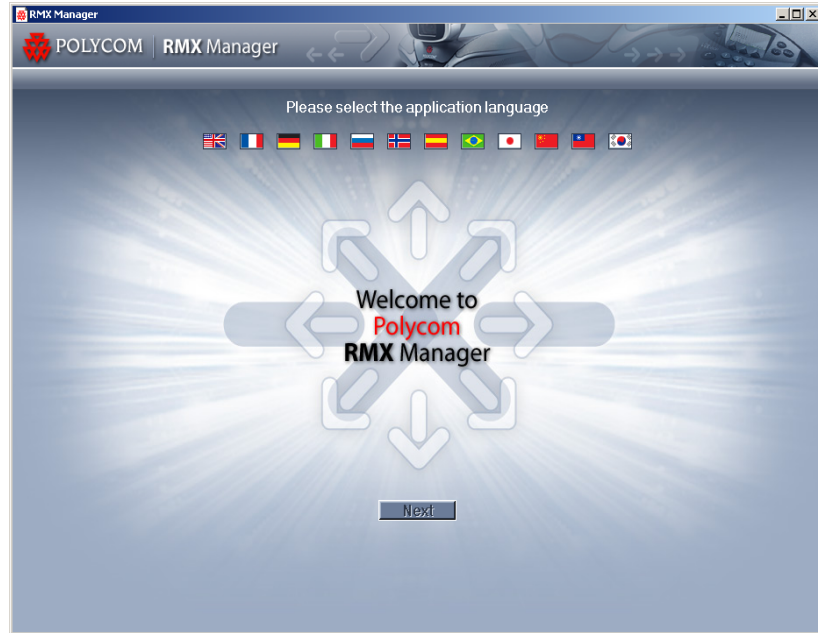 RMX Manager
POLYCOM RMX Manager
Please select the application language
Welcome to
Polycom
RMX Manager
Next